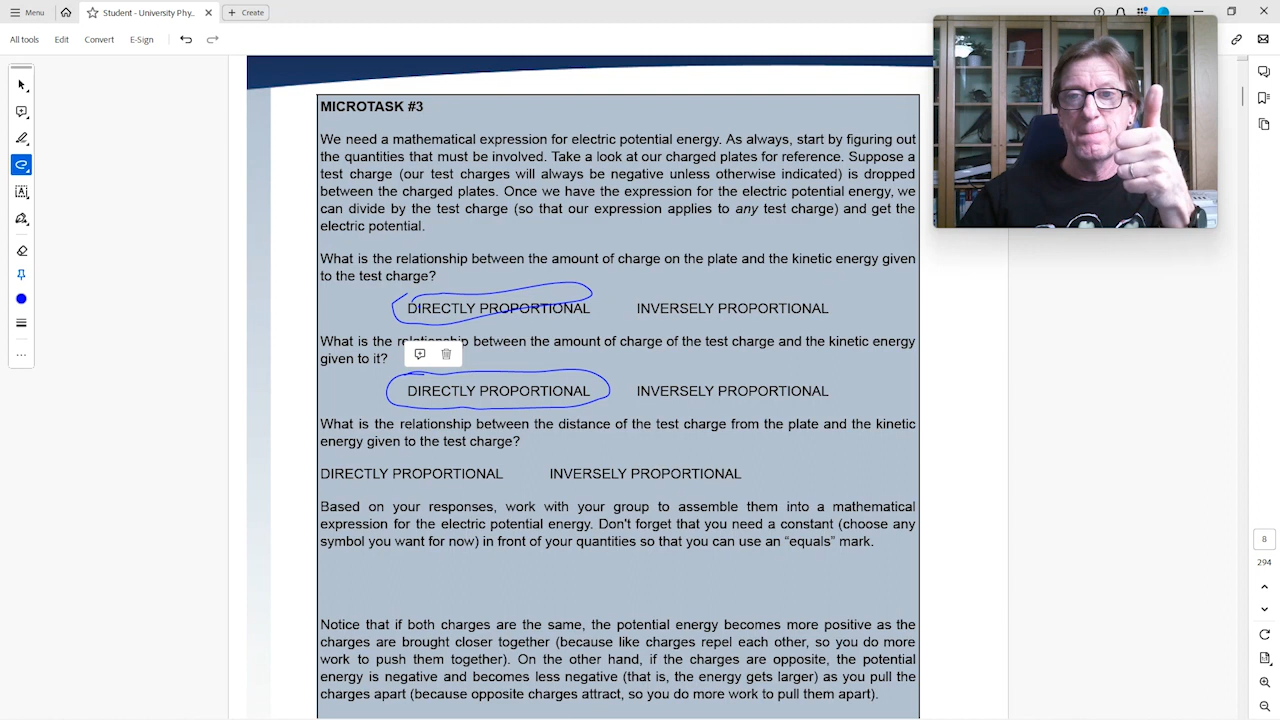 Menu
Student - University Phy...
Create
All tools
Edit
Convert
E-Sign
MICROTASK #3
We need a mathematical expression for electric potential energy. As always, start by figuring out
the quantities that must be involved. Take a look at our charged plates for reference. Suppose a
test charge (our test charges will always be negative unless otherwise indicated) is dropped
between the charged plates. Once we have the expression for the electric potential energy, we
can divide by the test charge (so that our expression applies to any test charge) and get the
electric potential.
What is the relationship between the amount of charge on the plate and the kinetic energy given
to the test charge?
DIRECTLY PROPORTIONAL INVERSELY PROPORTIONAL
What is the relationship between the amount of charge of the test charge and the kinetic energy
given to it?
DIRECTLY PROPORTIONAL INVERSELY PROPORTIONAL
What is the relationship between the distance of the test charge from the plate and the kinetic
energy given to the test charge?
DIRECTLY PROPORTIONAL INVERSELY PROPORTIONAL
Based on your responses, work with your group to assemble them into a mathematical
expression for the electric potential energy. Don't forget that you need a constant (choose any
symbol you want for now) in front of your quantities so that you can use an “equals” mark.
Notice that if both charges are the same, the potential energy becomes more positive as the
charges are brought closer together (because like charges repel each other, so you do more
work to push them together). On the other hand, if the charges are opposite, the potential
energy is negative and becomes less negative (that is, the energy gets larger) as you pull the
charges apart (because opposite charges attract, so you do more work to pull them apart).
8
294